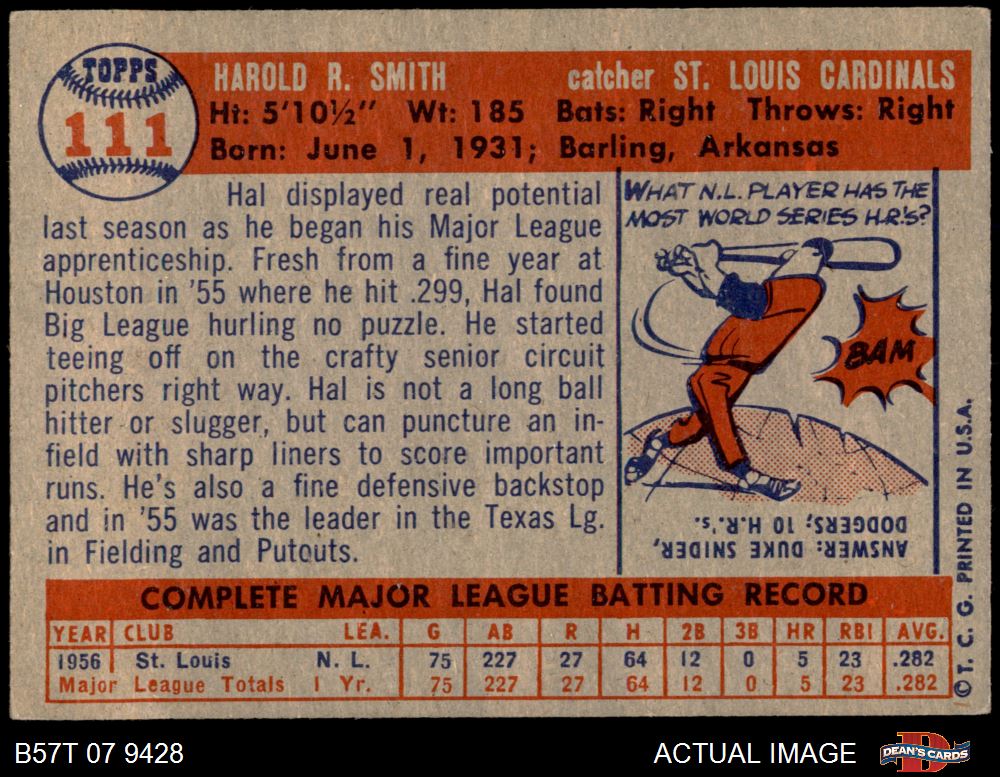 TOPPS
111
HAROLD R. SMITH catcher ST. LOUIS CARDINALS
Ht: 5'10½" Wt: 185 Bats: Right Throws: Right
Born: June 1, 1931; Barling, Arkansas
Hal displayed real potential
last season as he began his Major League
apprenticeship. Fresh from a fine year at
Houston in '55 where he hit .299, Hal found
Big League hurling no puzzle. He started
teeing off on the crafty senior circuit
pitchers right way. Hal is not a long ball
hitter or slugger, but can puncture an in-
field with sharp liners to score important
runs. He's also a fine defensive backstop
and in '55 was the leader in the Texas Lg.
in Fielding and Putouts.
WHAT N.L. PLAYER HAS THE
MOST WORLD SERIES H.R.'S?
BAM
ANSWER: DUKE SNIDER,
DODGERS, 10 H.R.'s.
COMPLETE MAJOR LEAGUE BATTING RECORD
YEAR CLUB LEA. G AB R H 2B 3B HR RBI AVG.
1956 St. Louis N. L. 75 227 27 64 12 0 5 23 .282
Major League Totals 1 Yr. 75 227 27 64 12 0 5 23 .282
© T. C. G. PRINTED IN U.S.A.
B57T 07 9428 ACTUAL IMAGE
D
DEAN'S CARDS